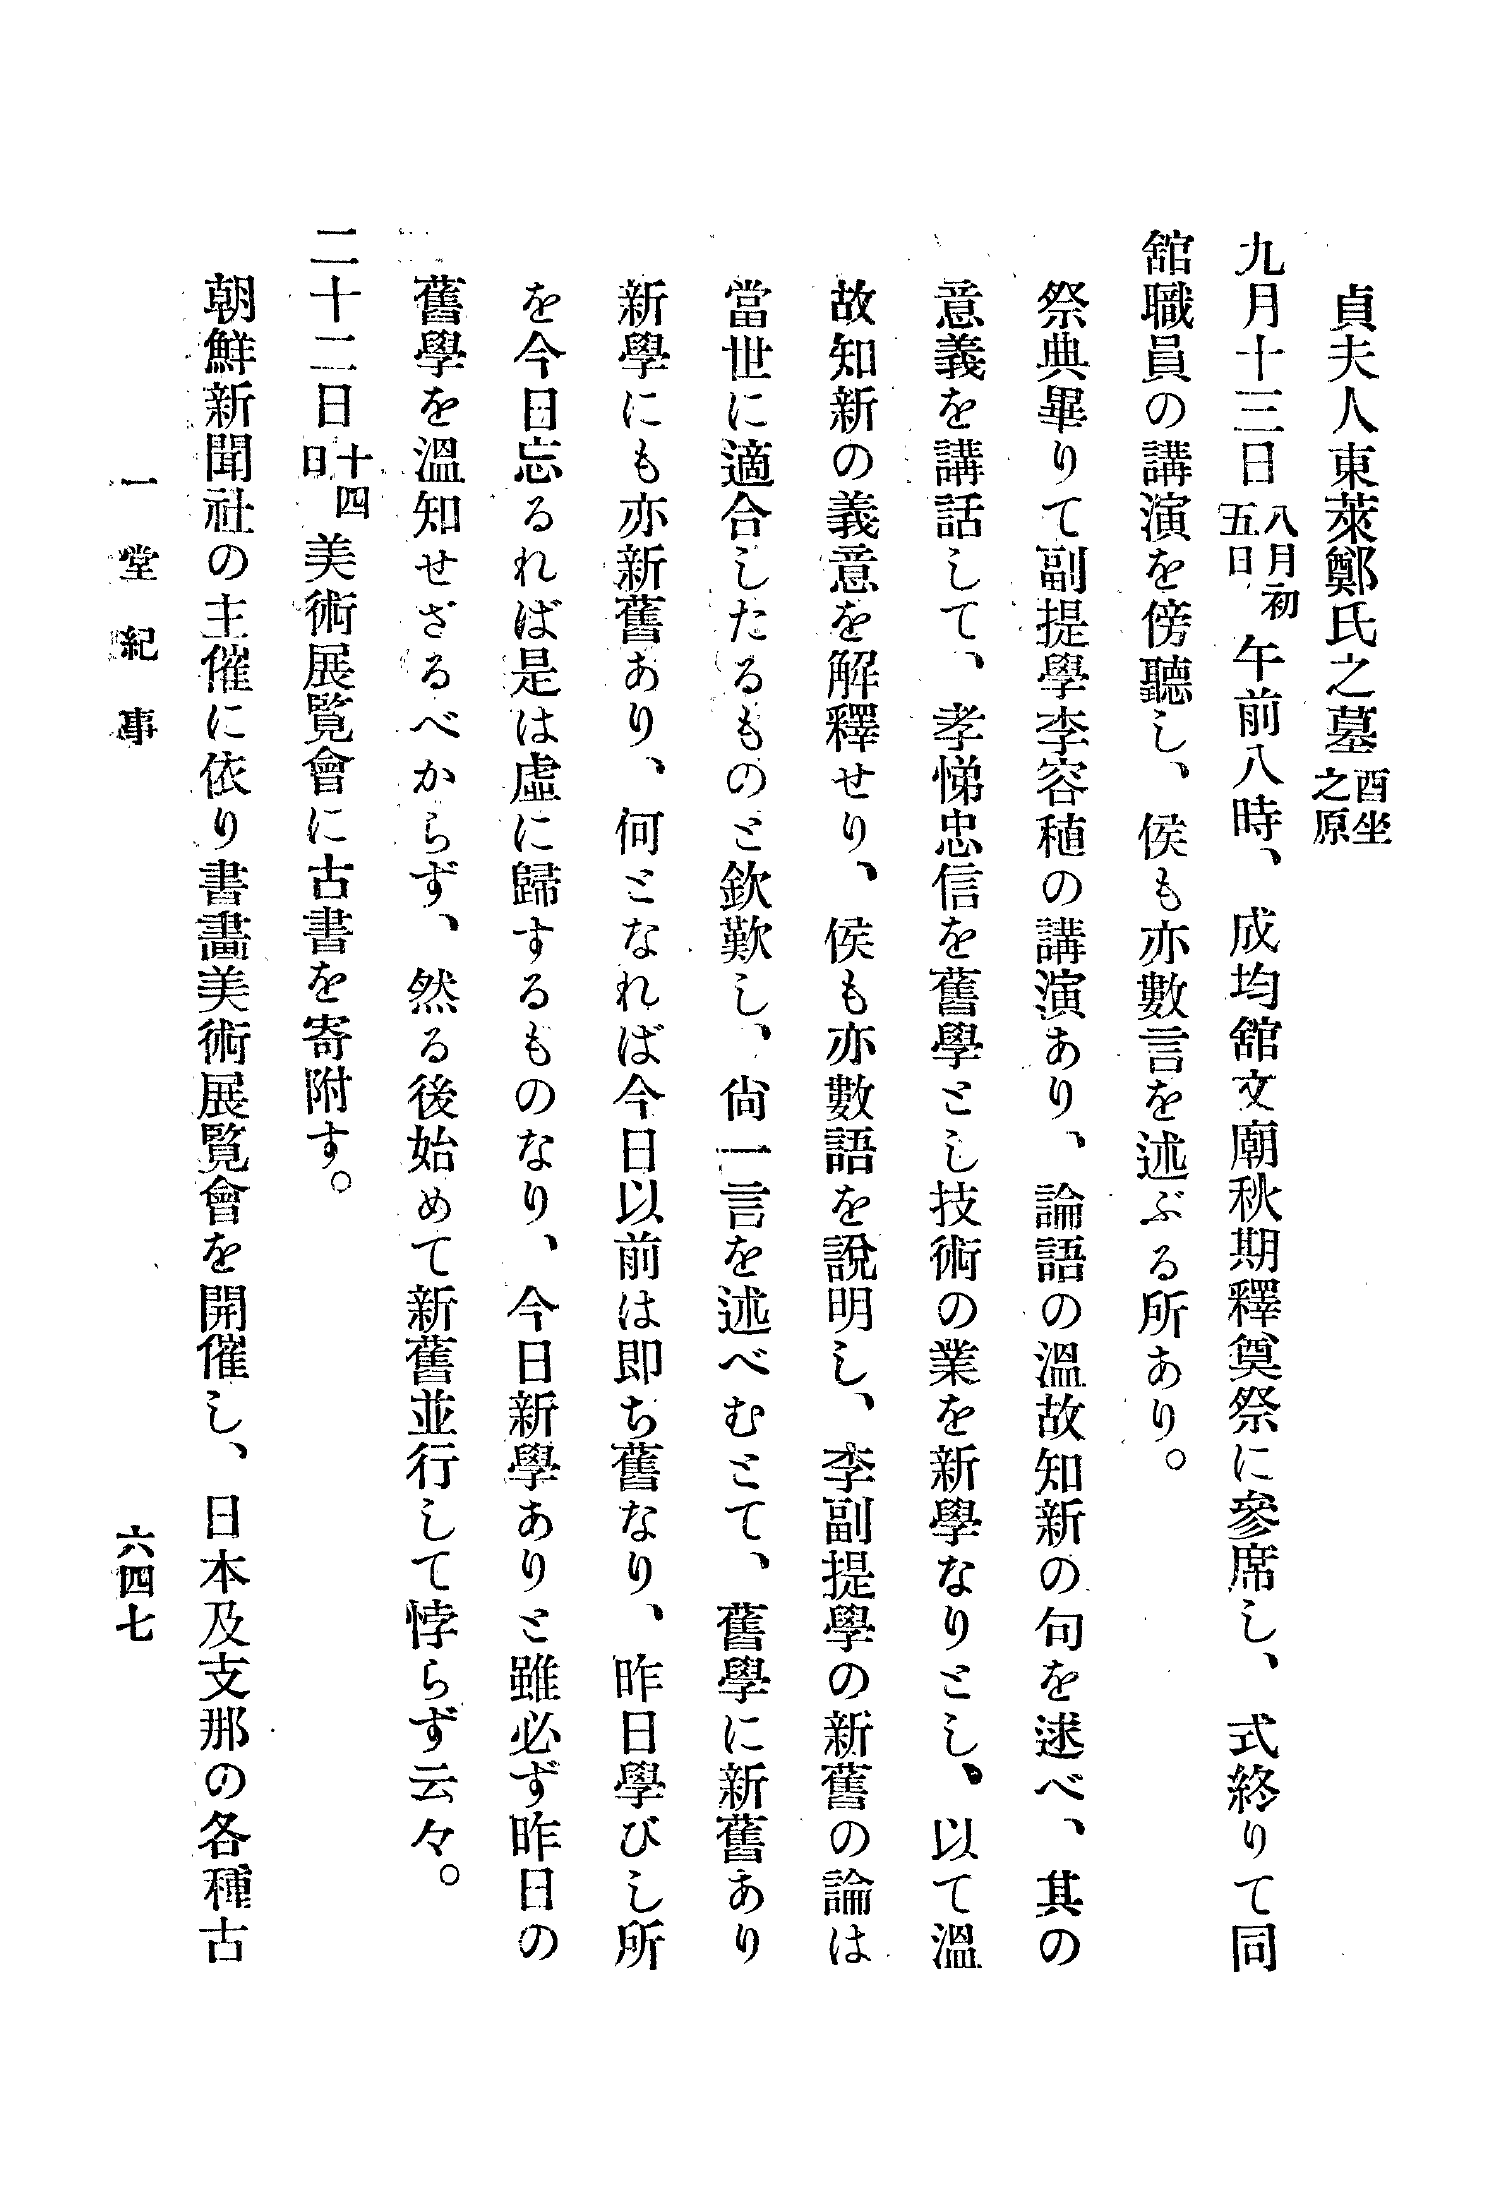 貞夫人東萊鄭氏之墓酉坐之原
九月十三日八月初五日午前八時、成均舘文廟秋期釋奠祭に參席し、式終りて同
舘職員の講演を傍聽し、侯も亦數言を述ぶる所あり。
祭典畢りて副提學李容稙の講演あり、論語の溫故知新の句を逑べ、其の
意義を講話して、孝悌忠信を舊學とし技術の業を新學なりとし、以て溫
故知新の義意を解釋せり、侯も亦數語を說明し、李副提學の新舊の論は
當世に適合したるものと欽歎し、尙一言を述べむとて、舊學に新舊あり
新學にも亦新舊あり、何となれば今日以前は即ち舊なり、昨日學びし所
を今日忘るれば是は虛に歸するものなり、今日新學ありと雖必ず昨日の
舊學を溫知せざるべからず、然る後始めて新舊並行して悖らず云々。
二十二日十四日美術展覽會に古書を寄附す。
朝鮮新聞社の主催に依り書畵美術展覽會を開催し、日本及支那の各種古
一堂紀事
六四七